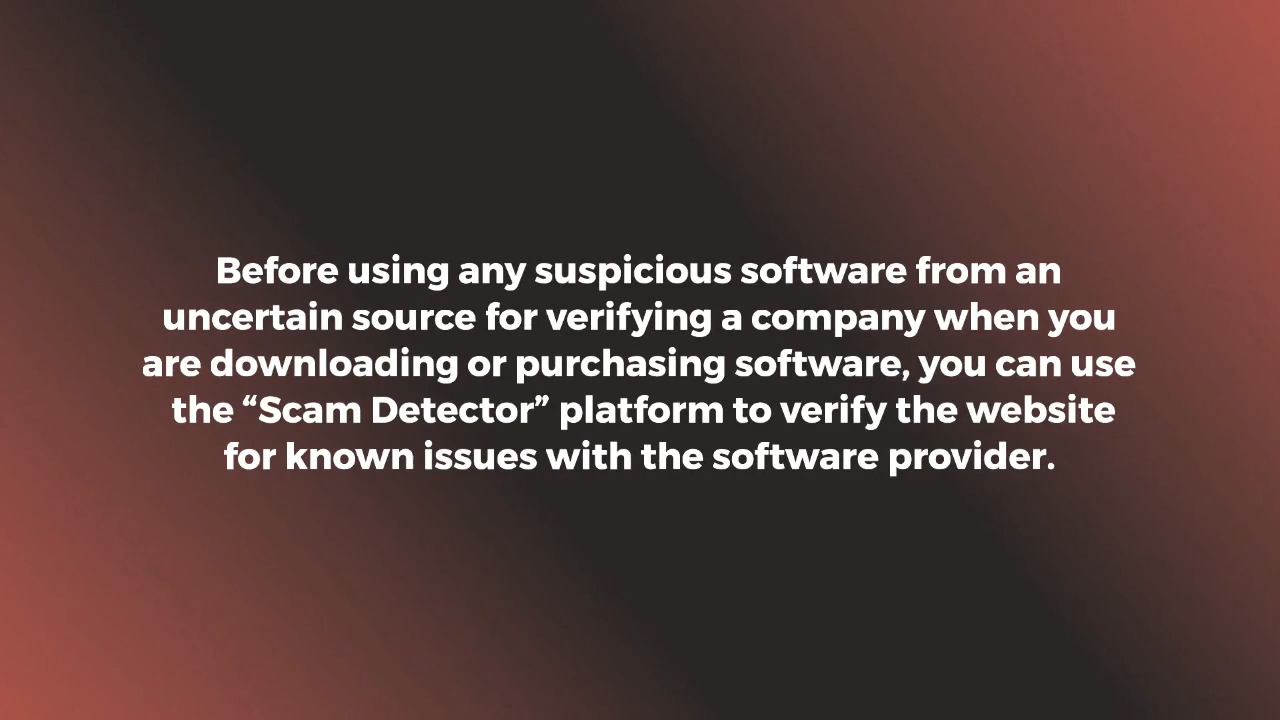 Before using any suspicious software from an
uncertain source for verifying a company when you
are downloading or purchasing software, you can use
the “Scam Detector” platform to verify the website
for known issues with the software provider.